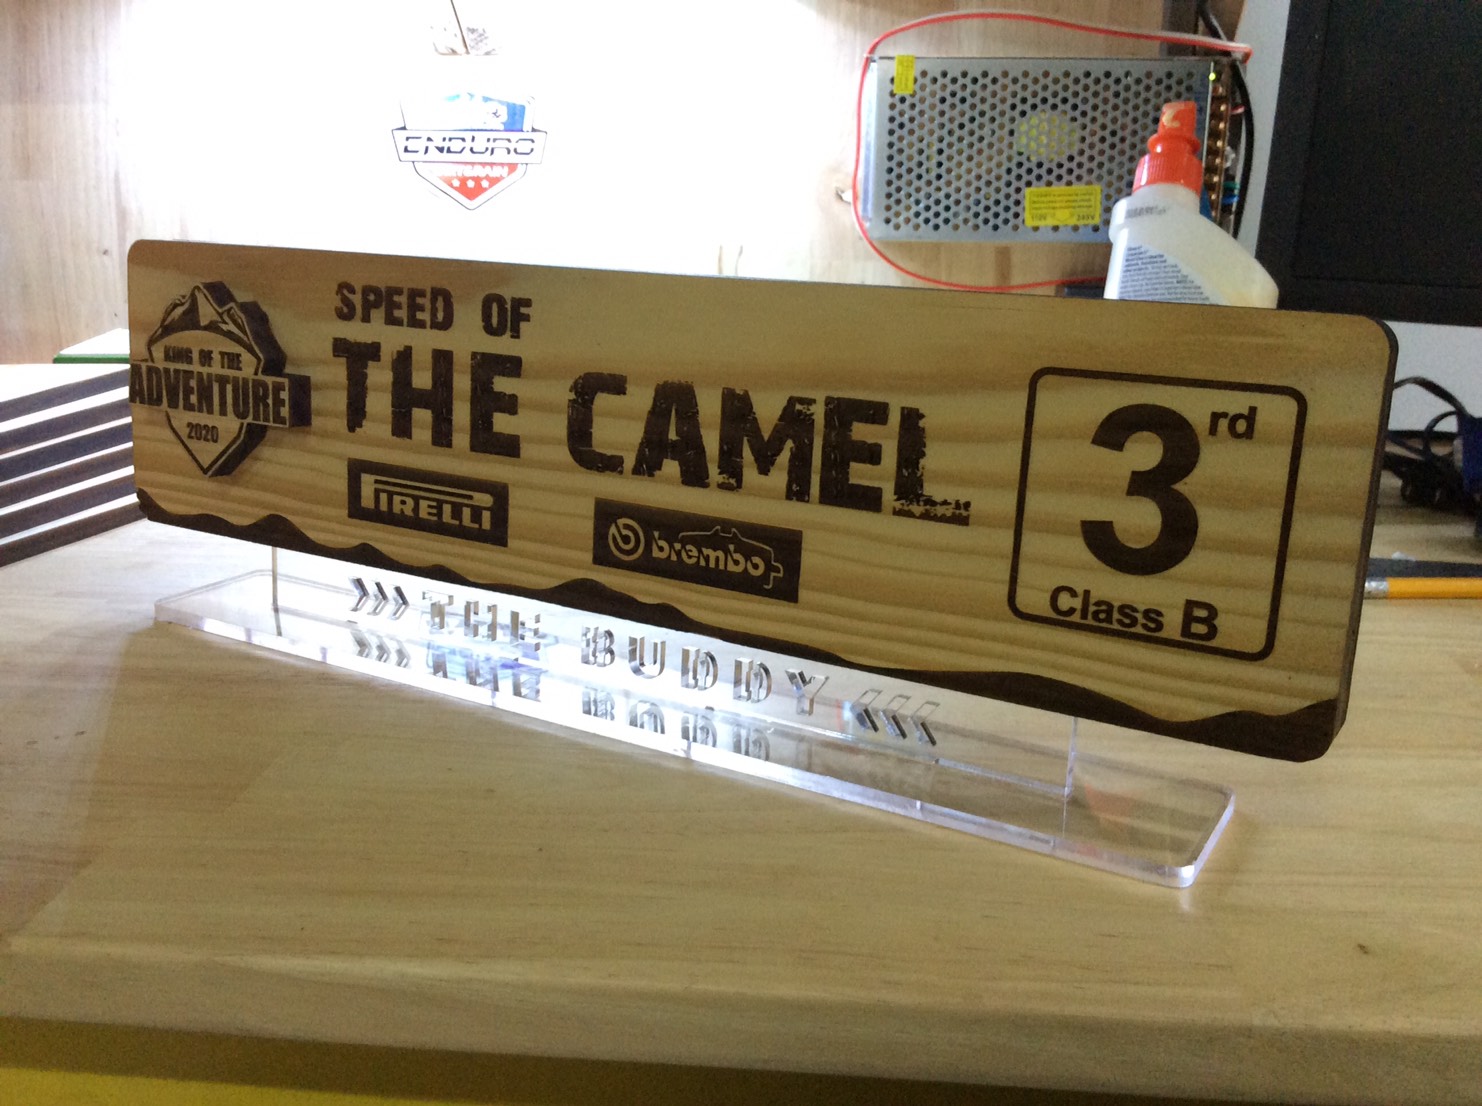 ENDURO
KING OF THE
ADVENTURE
2020
SPEED OF
THE CAMEL
PIRELLI
brembo
3rd
Class B
>>> THE BUDDY <<<